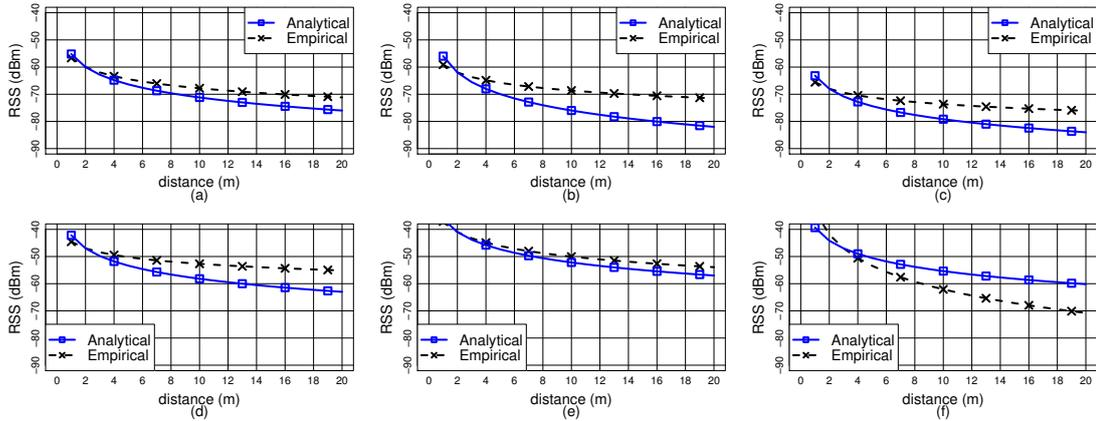 Analytical
Empirical
RSS (dBm)
−40
−50
−60
−70
−80
−90
0 2 4 6 8 10 12 14 16 18 20
distance (m)
(a)
Analytical
Empirical
RSS (dBm)
−40
−50
−60
−70
−80
−90
0 2 4 6 8 10 12 14 16 18 20
distance (m)
(b)
Analytical
Empirical
RSS (dBm)
−40
−50
−60
−70
−80
−90
0 2 4 6 8 10 12 14 16 18 20
distance (m)
(c)
RSS (dBm)
−40
−50
−60
−70
−80
−90
Analytical
Empirical
0 2 4 6 8 10 12 14 16 18 20
distance (m)
(d)
RSS (dBm)
−40
−50
−60
−70
−80
−90
Analytical
Empirical
0 2 4 6 8 10 12 14 16 18 20
distance (m)
(e)
RSS (dBm)
−40
−50
−60
−70
−80
−90
Analytical
Empirical
0 2 4 6 8 10 12 14 16 18 20
distance (m)
(f)